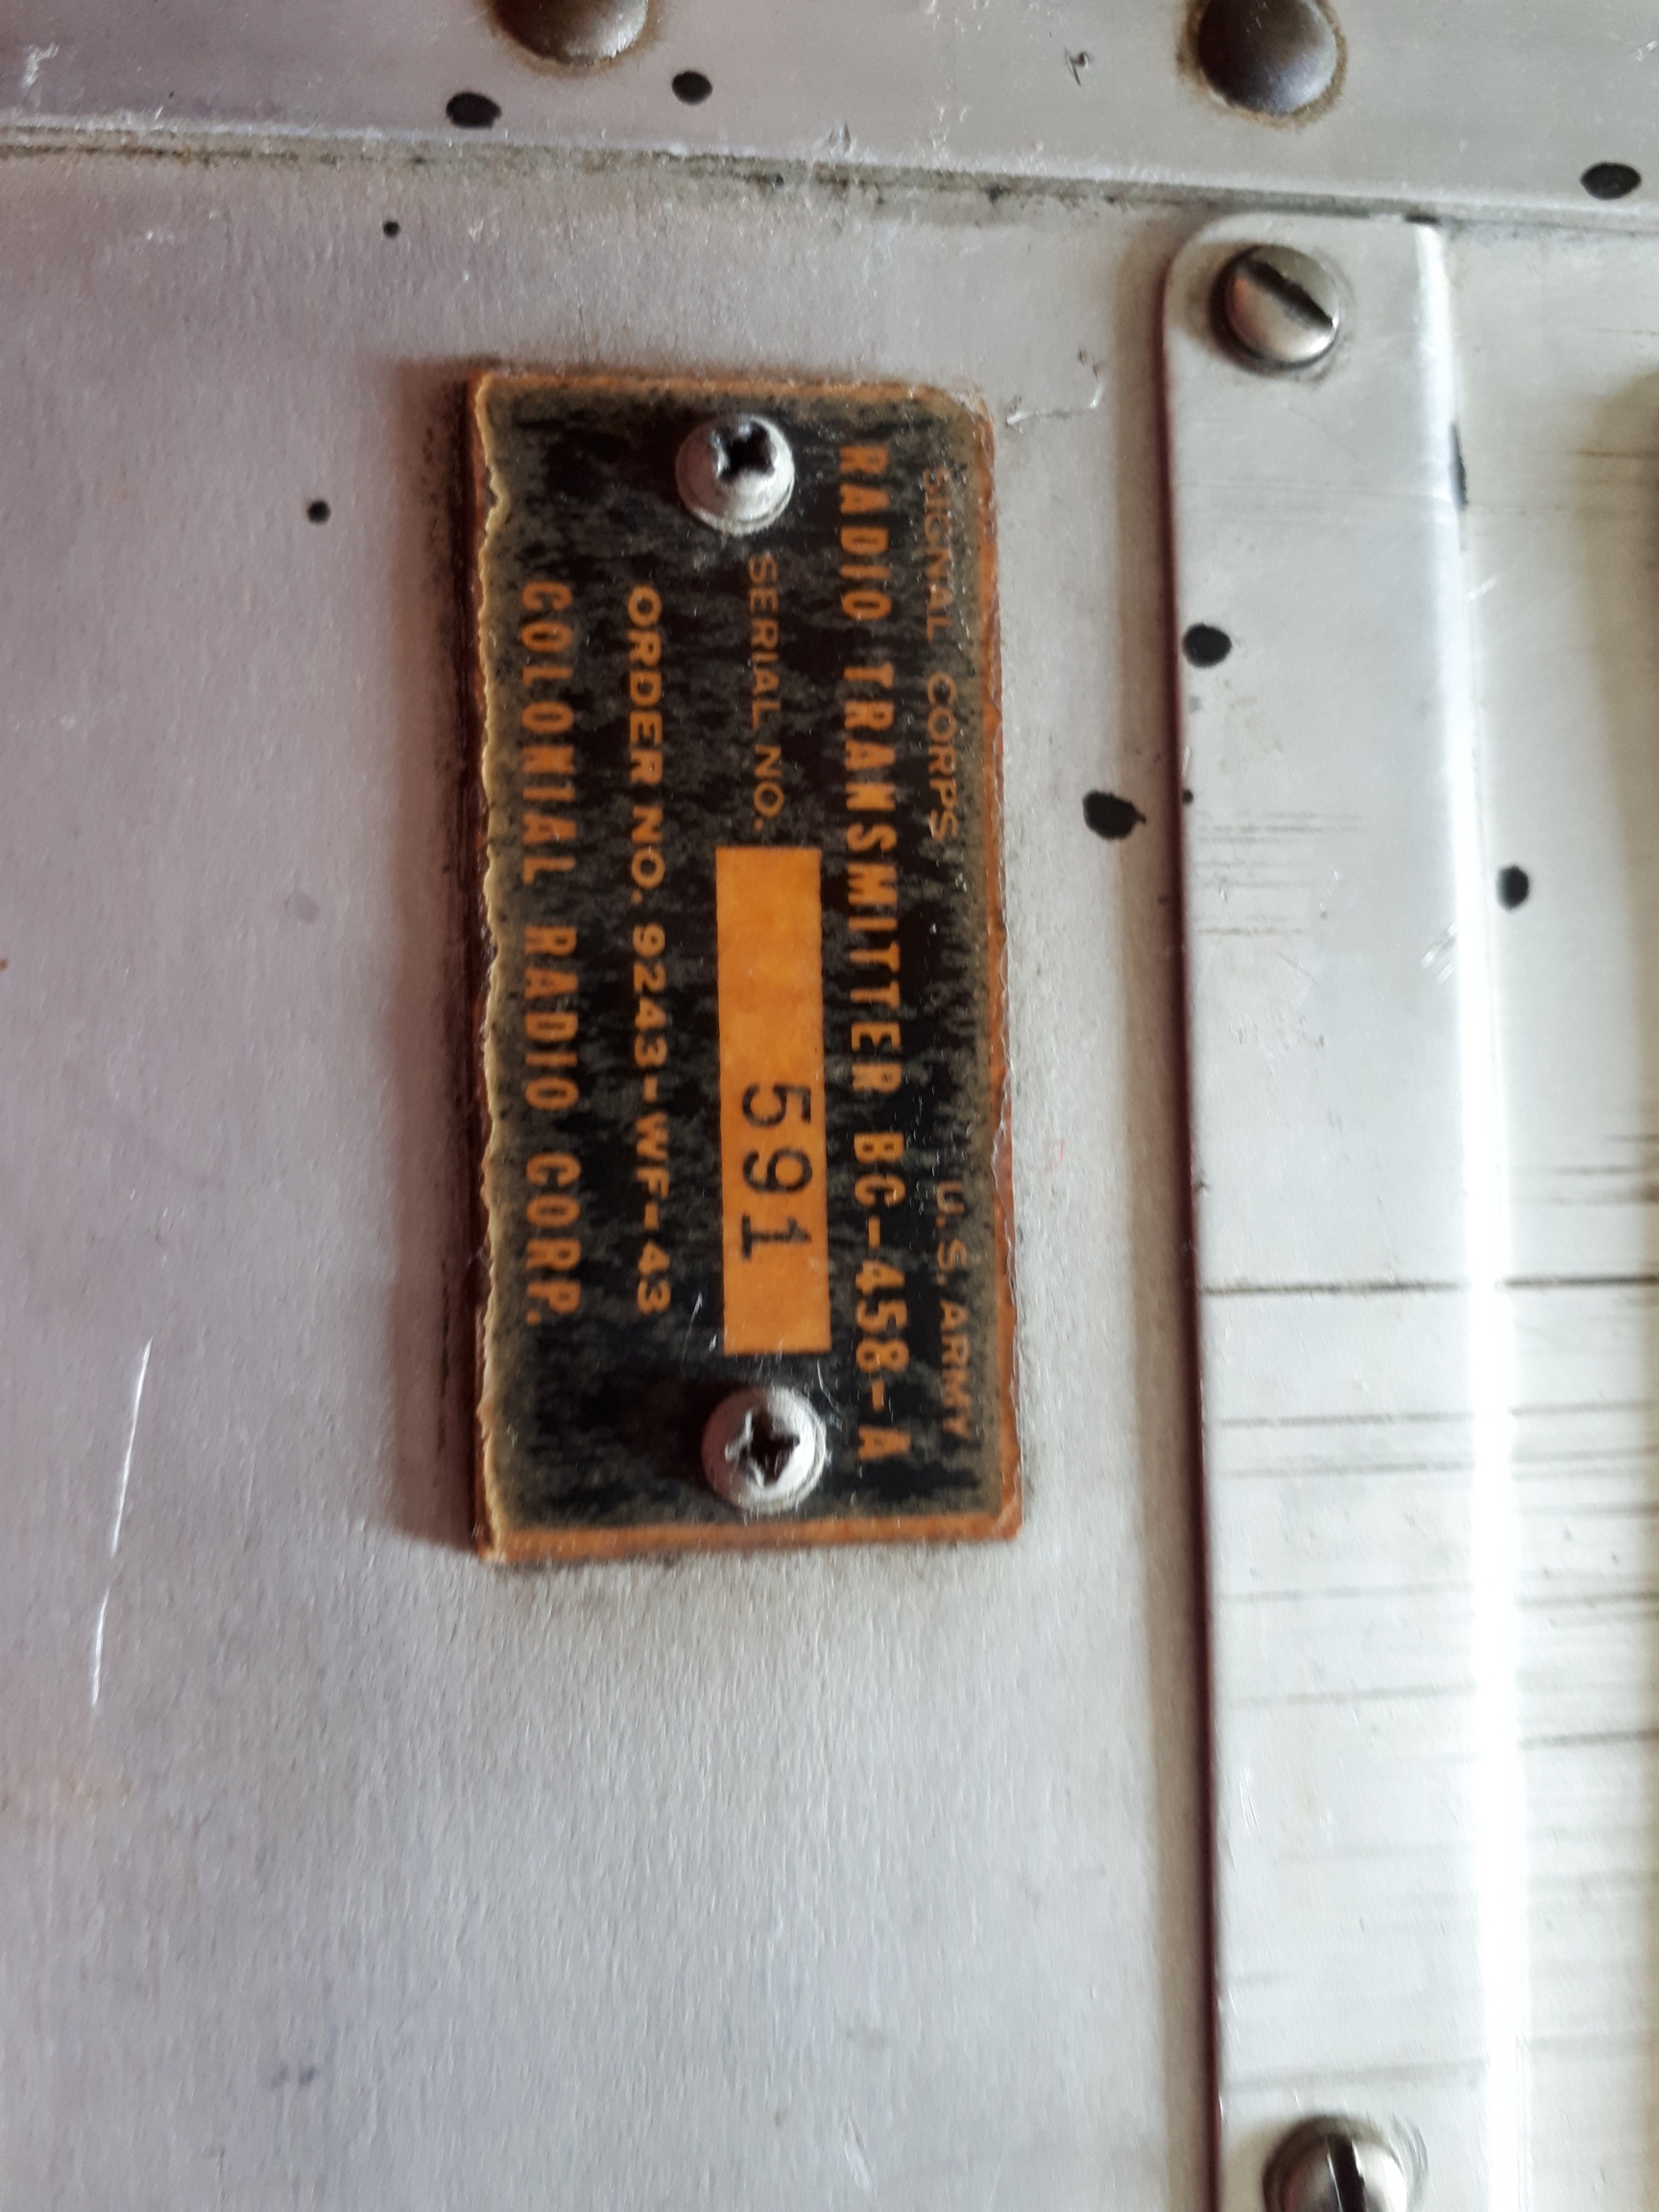 SIGNAL CORPS U.S. ARMY
RADIO TRANSMITTER BC-458-A
SERIAL NO. 591
ORDER NO. 9243-WF-43
COLONIAL RADIO CORP.